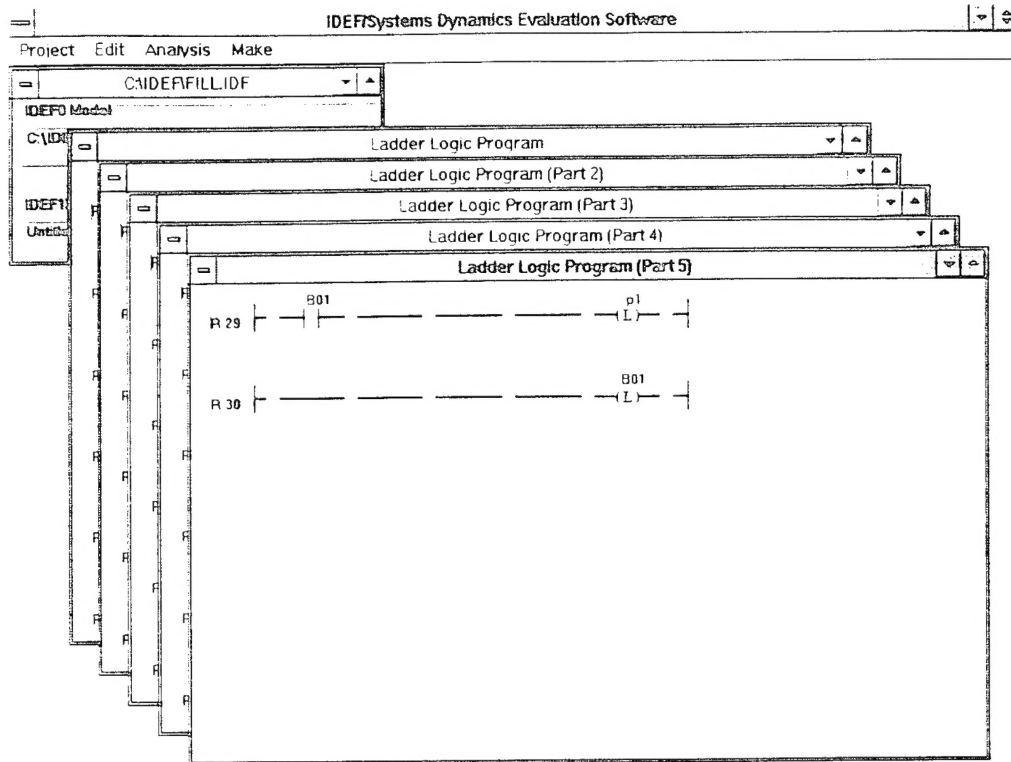 IDEF/Systems Dynamics Evaluation Software
Project Edit Analysis Make
C:\IDEF\FILL.IDF
IDEF0 Model
C:\IDE
Ladder Logic Program
Ladder Logic Program (Part 2)
IDEF1
Ladder Logic Program (Part 3)
Ladder Logic Program (Part 4)
Ladder Logic Program (Part 5)
B01 p1
R 29 L
B01
R 30 L